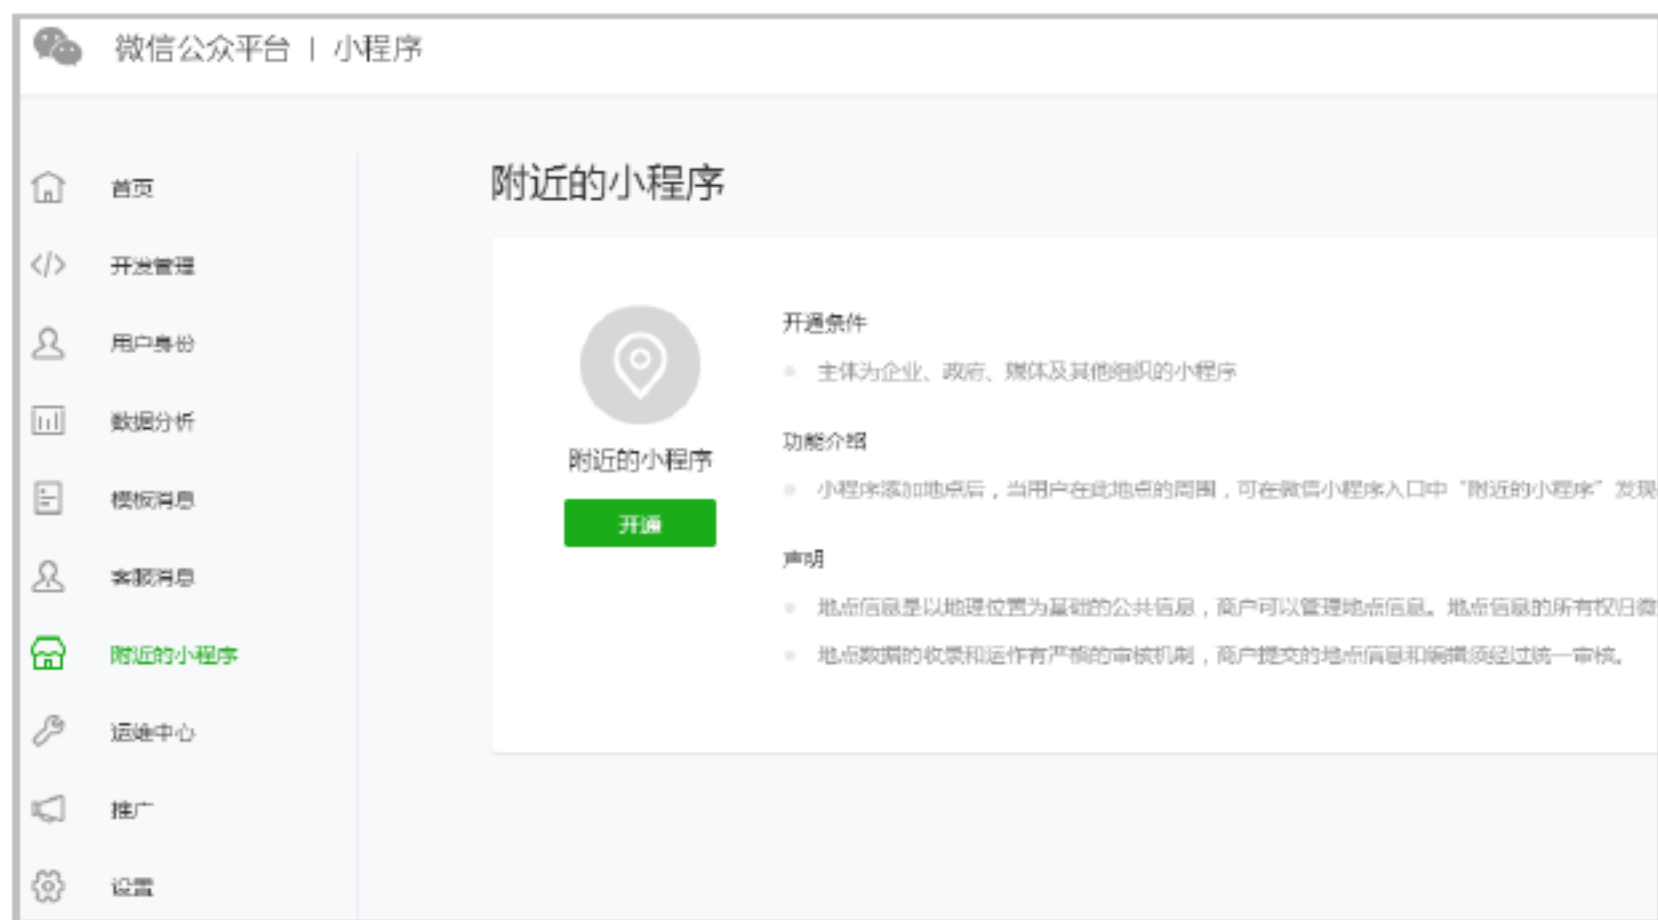 微信公众平台 | 小程序
首页
开发管理
用户身份
数据分析
模板消息
客服消息
附近的小程序
运维中心
推广
设置
附近的小程序
附近的小程序
开通
开通条件
主体为企业、政府、媒体及其他组织的小程序
功能介绍
小程序添加地点后，当用户在此地点的周围，可在微信小程序入口中“附近的小程序”发现
声明
地点信息是以地理位置为基础的公共信息，商户可以管理地点信息。地点信息的所有权归微
地点数据的收录和运作有严格的审核机制，商户提交的地点信息和编辑须经过统一审核。